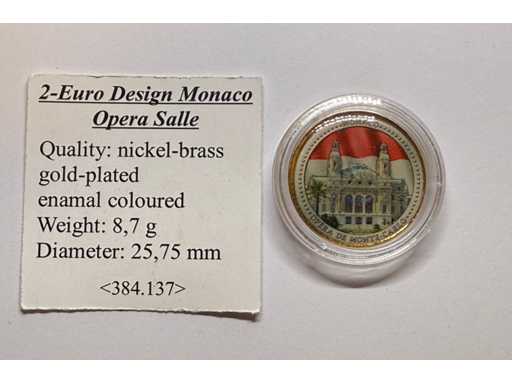 2-Euro Design Monaco
Opera Salle
Quality: nickel-brass
gold-plated
enamal coloured
Weight: 8,7 g
Diameter: 25,75 mm
<384.137>
OPERA DE MONTE-CARLO